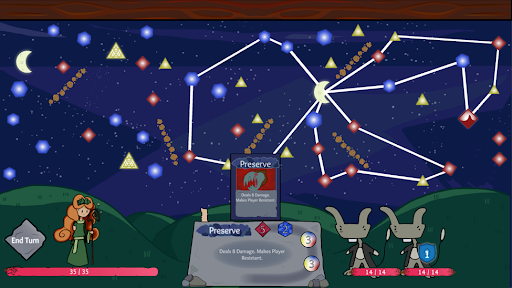 Preserve
Deals 8 Damage.
Makes Player
Resistant.
End Turn
Preserve
5
2
3
Deals 8 Damage. Makes Player
Resistant.
3
1
35 | 35
14 | 14
14 | 14